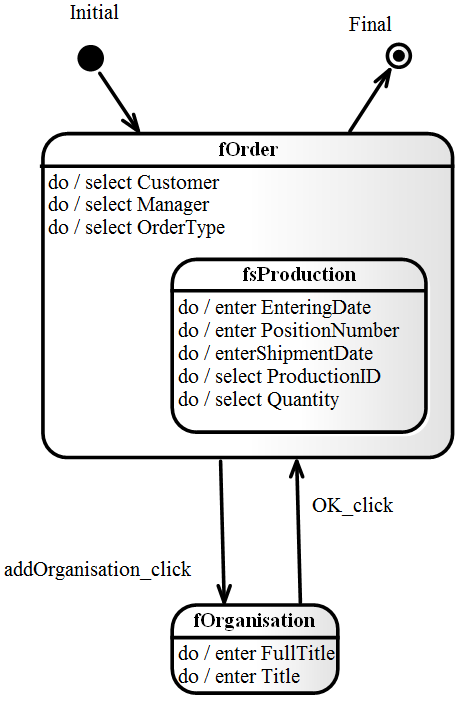 Initial
Final
fOrder
do / select Customer
do / select Manager
do / select OrderType
fsProduction
do / enter EnteringDate
do / enter PositionNumber
do / enterShipmentDate
do / select ProductionID
do / select Quantity
OK_click
addOrganisation_click
fOrganisation
do / enter FullTitle
do / enter Title